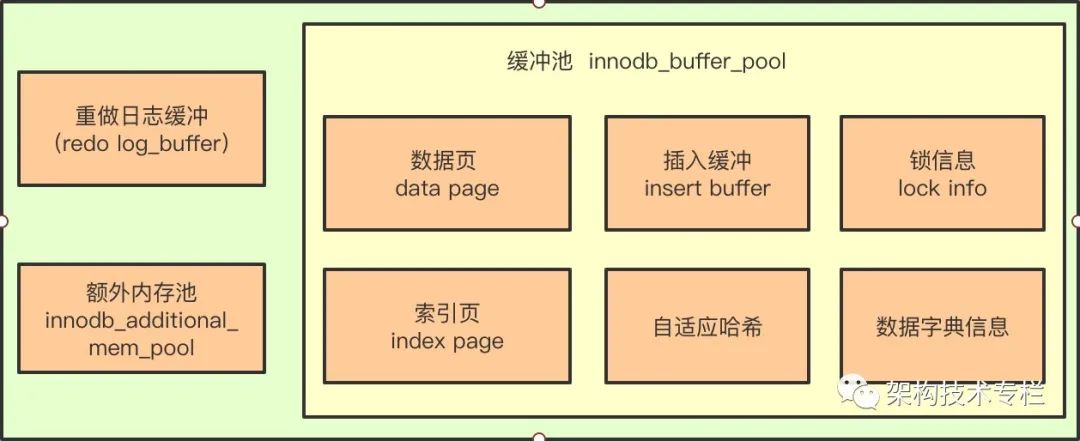 重做日志缓冲
（redo log_buffer）
额外内存池
innodb_additional_
mem_pool
缓冲池 innodb_buffer_pool
数据页
data page
插入缓冲
insert buffer
锁信息
lock info
索引页
index page
自适应哈希
数据字典信息
架构技术专栏